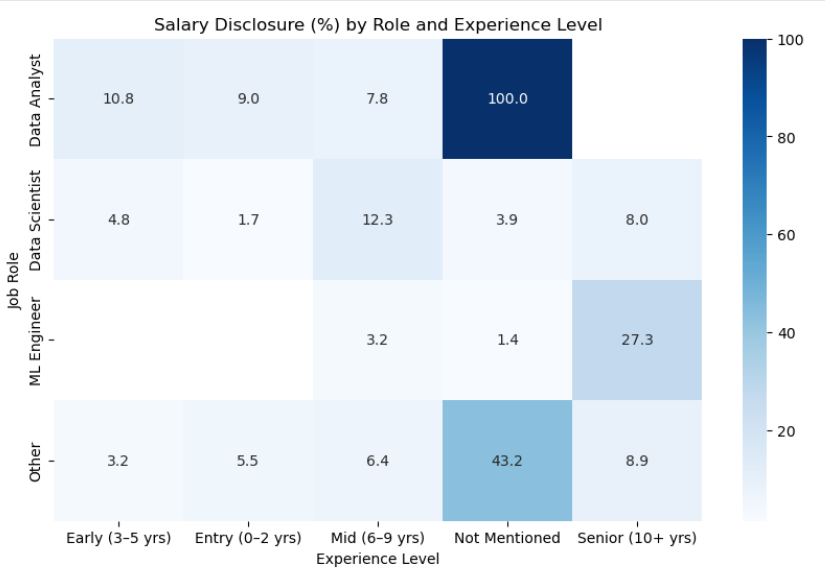 Salary Disclosure (%) by Role and Experience Level
Job Role
Data Analyst
10.8 9.0 7.8 100.0
Data Scientist
4.8 1.7 12.3 3.9 8.0
ML Engineer
3.2 1.4 27.3
Other
3.2 5.5 6.4 43.2 8.9
Early (3–5 yrs) Entry (0–2 yrs) Mid (6–9 yrs) Not Mentioned Senior (10+ yrs)
Experience Level
100
80
60
40
20